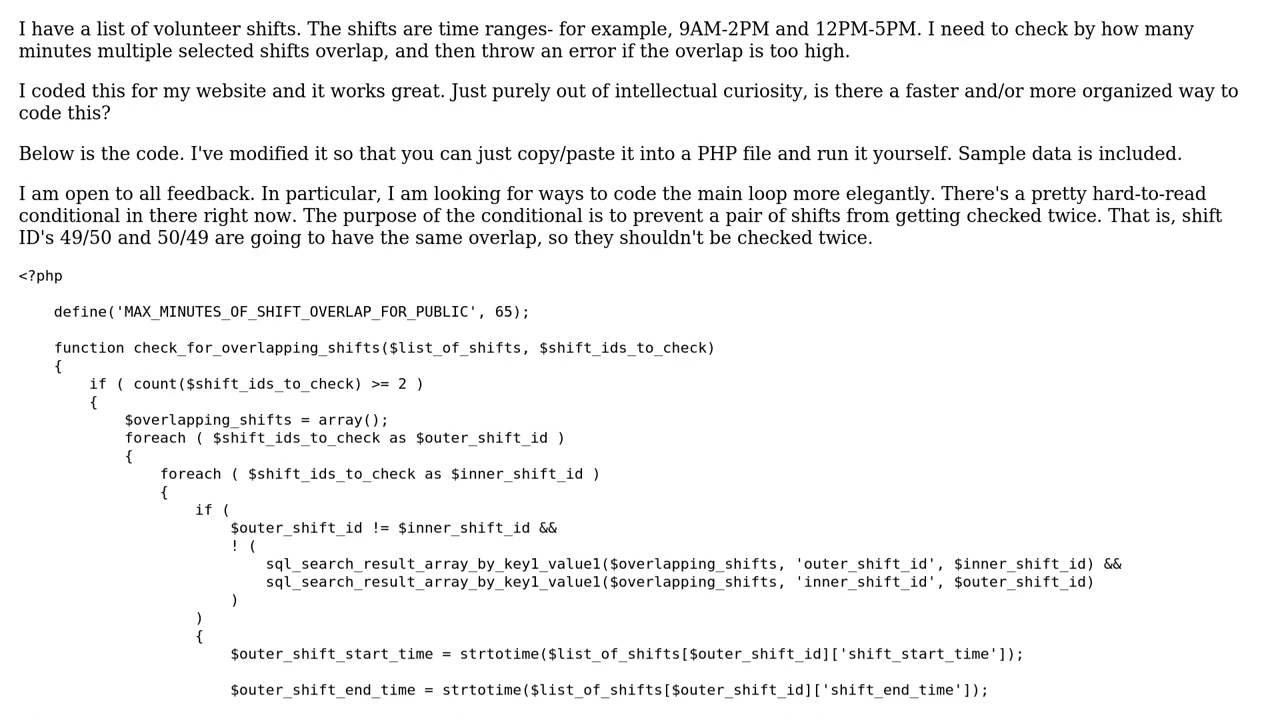 I have a list of volunteer shifts. The shifts are time ranges- for example, 9AM-2PM and 12PM-5PM. I need to check by how many
minutes multiple selected shifts overlap, and then throw an error if the overlap is too high.
I coded this for my website and it works great. Just purely out of intellectual curiosity, is there a faster and/or more organized way to
code this?
Below is the code. I've modified it so that you can just copy/paste it into a PHP file and run it yourself. Sample data is included.
I am open to all feedback. In particular, I am looking for ways to code the main loop more elegantly. There's a pretty hard-to-read
conditional in there right now. The purpose of the conditional is to prevent a pair of shifts from getting checked twice. That is, shift
ID's 49/50 and 50/49 are going to have the same overlap, so they shouldn't be checked twice.
<?php
    define('MAX_MINUTES_OF_SHIFT_OVERLAP_FOR_PUBLIC', 65);
    function check_for_overlapping_shifts($list_of_shifts, $shift_ids_to_check)
    {
        if ( count($shift_ids_to_check) >= 2 )
        {
            $overlapping_shifts = array();
            foreach ( $shift_ids_to_check as $outer_shift_id )
            {
                foreach ( $shift_ids_to_check as $inner_shift_id )
                {
                    if (
                        $outer_shift_id != $inner_shift_id &&
                        ! (
                            sql_search_result_array_by_key1_value1($overlapping_shifts, 'outer_shift_id', $inner_shift_id) &&
                            sql_search_result_array_by_key1_value1($overlapping_shifts, 'inner_shift_id', $outer_shift_id)
                        )
                    )
                    {
                        $outer_shift_start_time = strtotime($list_of_shifts[$outer_shift_id]['shift_start_time']);
                        $outer_shift_end_time = strtotime($list_of_shifts[$outer_shift_id]['shift_end_time']);